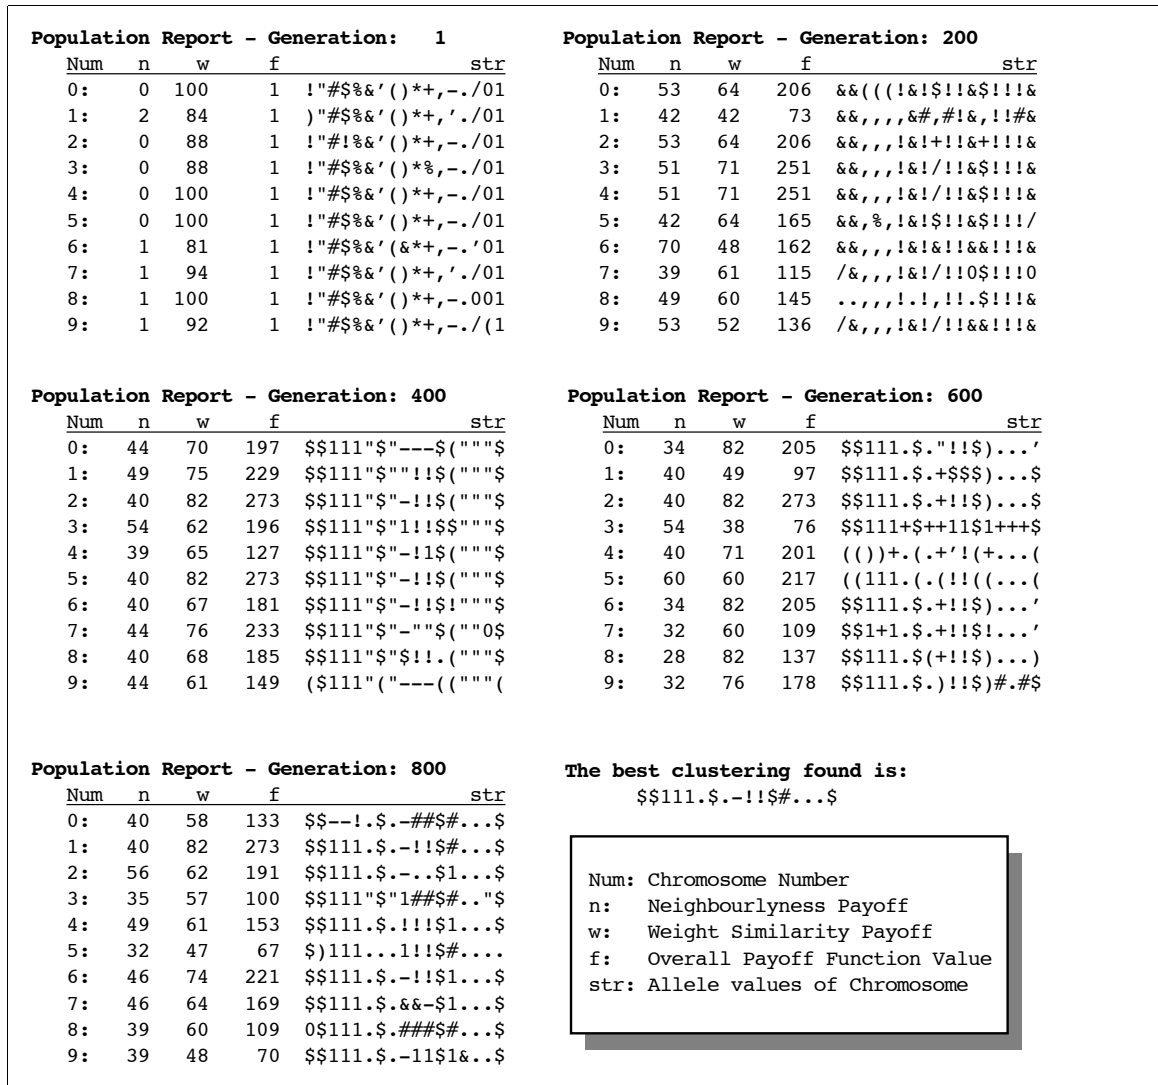 Population Report – Generation: 1
Num n w f str
0: 0 100 1 !"#$%&'()*+,-./01
1: 2 84 1 )"#$%&'()*+,'./01
2: 0 88 1 !"#!%&'()*+,-./01
3: 0 88 1 !"#$%&'()*%,-./01
4: 0 100 1 !"#$%&'()*+,-./01
5: 0 100 1 !"#$%&'()*+,-./01
6: 1 81 1 !"#$%&'(&*+,-.'01
7: 1 94 1 !"#$%&'()*+,'./01
8: 1 100 1 !"#$%&'()*+,-.001
9: 1 92 1 !"#$%&'()*+,-./(1
Population Report – Generation: 200
Num n w f str
0: 53 64 206 &&(((!&!$!!&$!!!&
1: 42 42 73 &&,,,,&#,#!&,!!#&
2: 53 64 206 &&,,,!&!+!!&+!!!&
3: 51 71 251 &&,,,!&!/!!&$!!!&
4: 51 71 251 &&,,,!&!/!!&$!!!&
5: 42 64 165 &&,%,!&!$!!&$!!!/
6: 70 48 162 &&,,,!&!&!!&&!!!&
7: 39 61 115 /&,,,!&!/!!0$!!!0
8: 49 60 145 ..,,,!.!,!!.$!!!&
9: 53 52 136 /&,,,!&!/!!&&!!!&
Population Report – Generation: 400
Num n w f str
0: 44 70 197 $$111"$"---$("""$
1: 49 75 229 $$111"$""!!$("""$
2: 40 82 273 $$111"$"-!!$("""$
3: 54 62 196 $$111"$"1!!$$"""$
4: 39 65 127 $$111"$"-!1$("""$
5: 40 82 273 $$111"$"-!!$("""$
6: 40 67 181 $$111"$"-!!$!"""$
7: 44 76 233 $$111"$"-""$(""0$
8: 40 68 185 $$111"$"$!!.("""$
9: 44 61 149 ($111"("---(("""(
Population Report – Generation: 600
Num n w f str
0: 34 82 205 $$111.$."!!$)...'
1: 40 49 97 $$111.$.+$$$)...$
2: 40 82 273 $$111.$.+!!$)...$
3: 54 38 76 $$111+$++11$1+++$
4: 40 71 201 (())+.(.+'!(+...(
5: 60 60 217 ((111.(.(!!((...(
6: 34 82 205 $$111.$.+!!$)...'
7: 32 60 109 $$1+1.$.+!!$!...'
8: 28 82 137 $$111.$(+!!$)...)
9: 32 76 178 $$111.$.)!!$)#.#$
Population Report – Generation: 800
Num n w f str
0: 40 58 133 $$--!.$.-##$#...$
1: 40 82 273 $$111.$.-!!$#...$
2: 56 62 191 $$111.$.-..$1...$
3: 35 57 100 $$111"$"1##$#.."$
4: 49 61 153 $$111.$.!!!$1...$
5: 32 47 67 $)111...1!!$#....
6: 46 74 221 $$111.$.-!!$1...$
7: 46 64 169 $$111.$.&&-$1...$
8: 39 60 109 0$111.$.###$#...$
9: 39 48 70 $$111.$.-11$1&..$
The best clustering found is:
$$111.$.-!!$#...$
Num: Chromosome Number
n: Neighbourlyness Payoff
w: Weight Similarity Payoff
f: Overall Payoff Function Value
str: Allele values of Chromosome